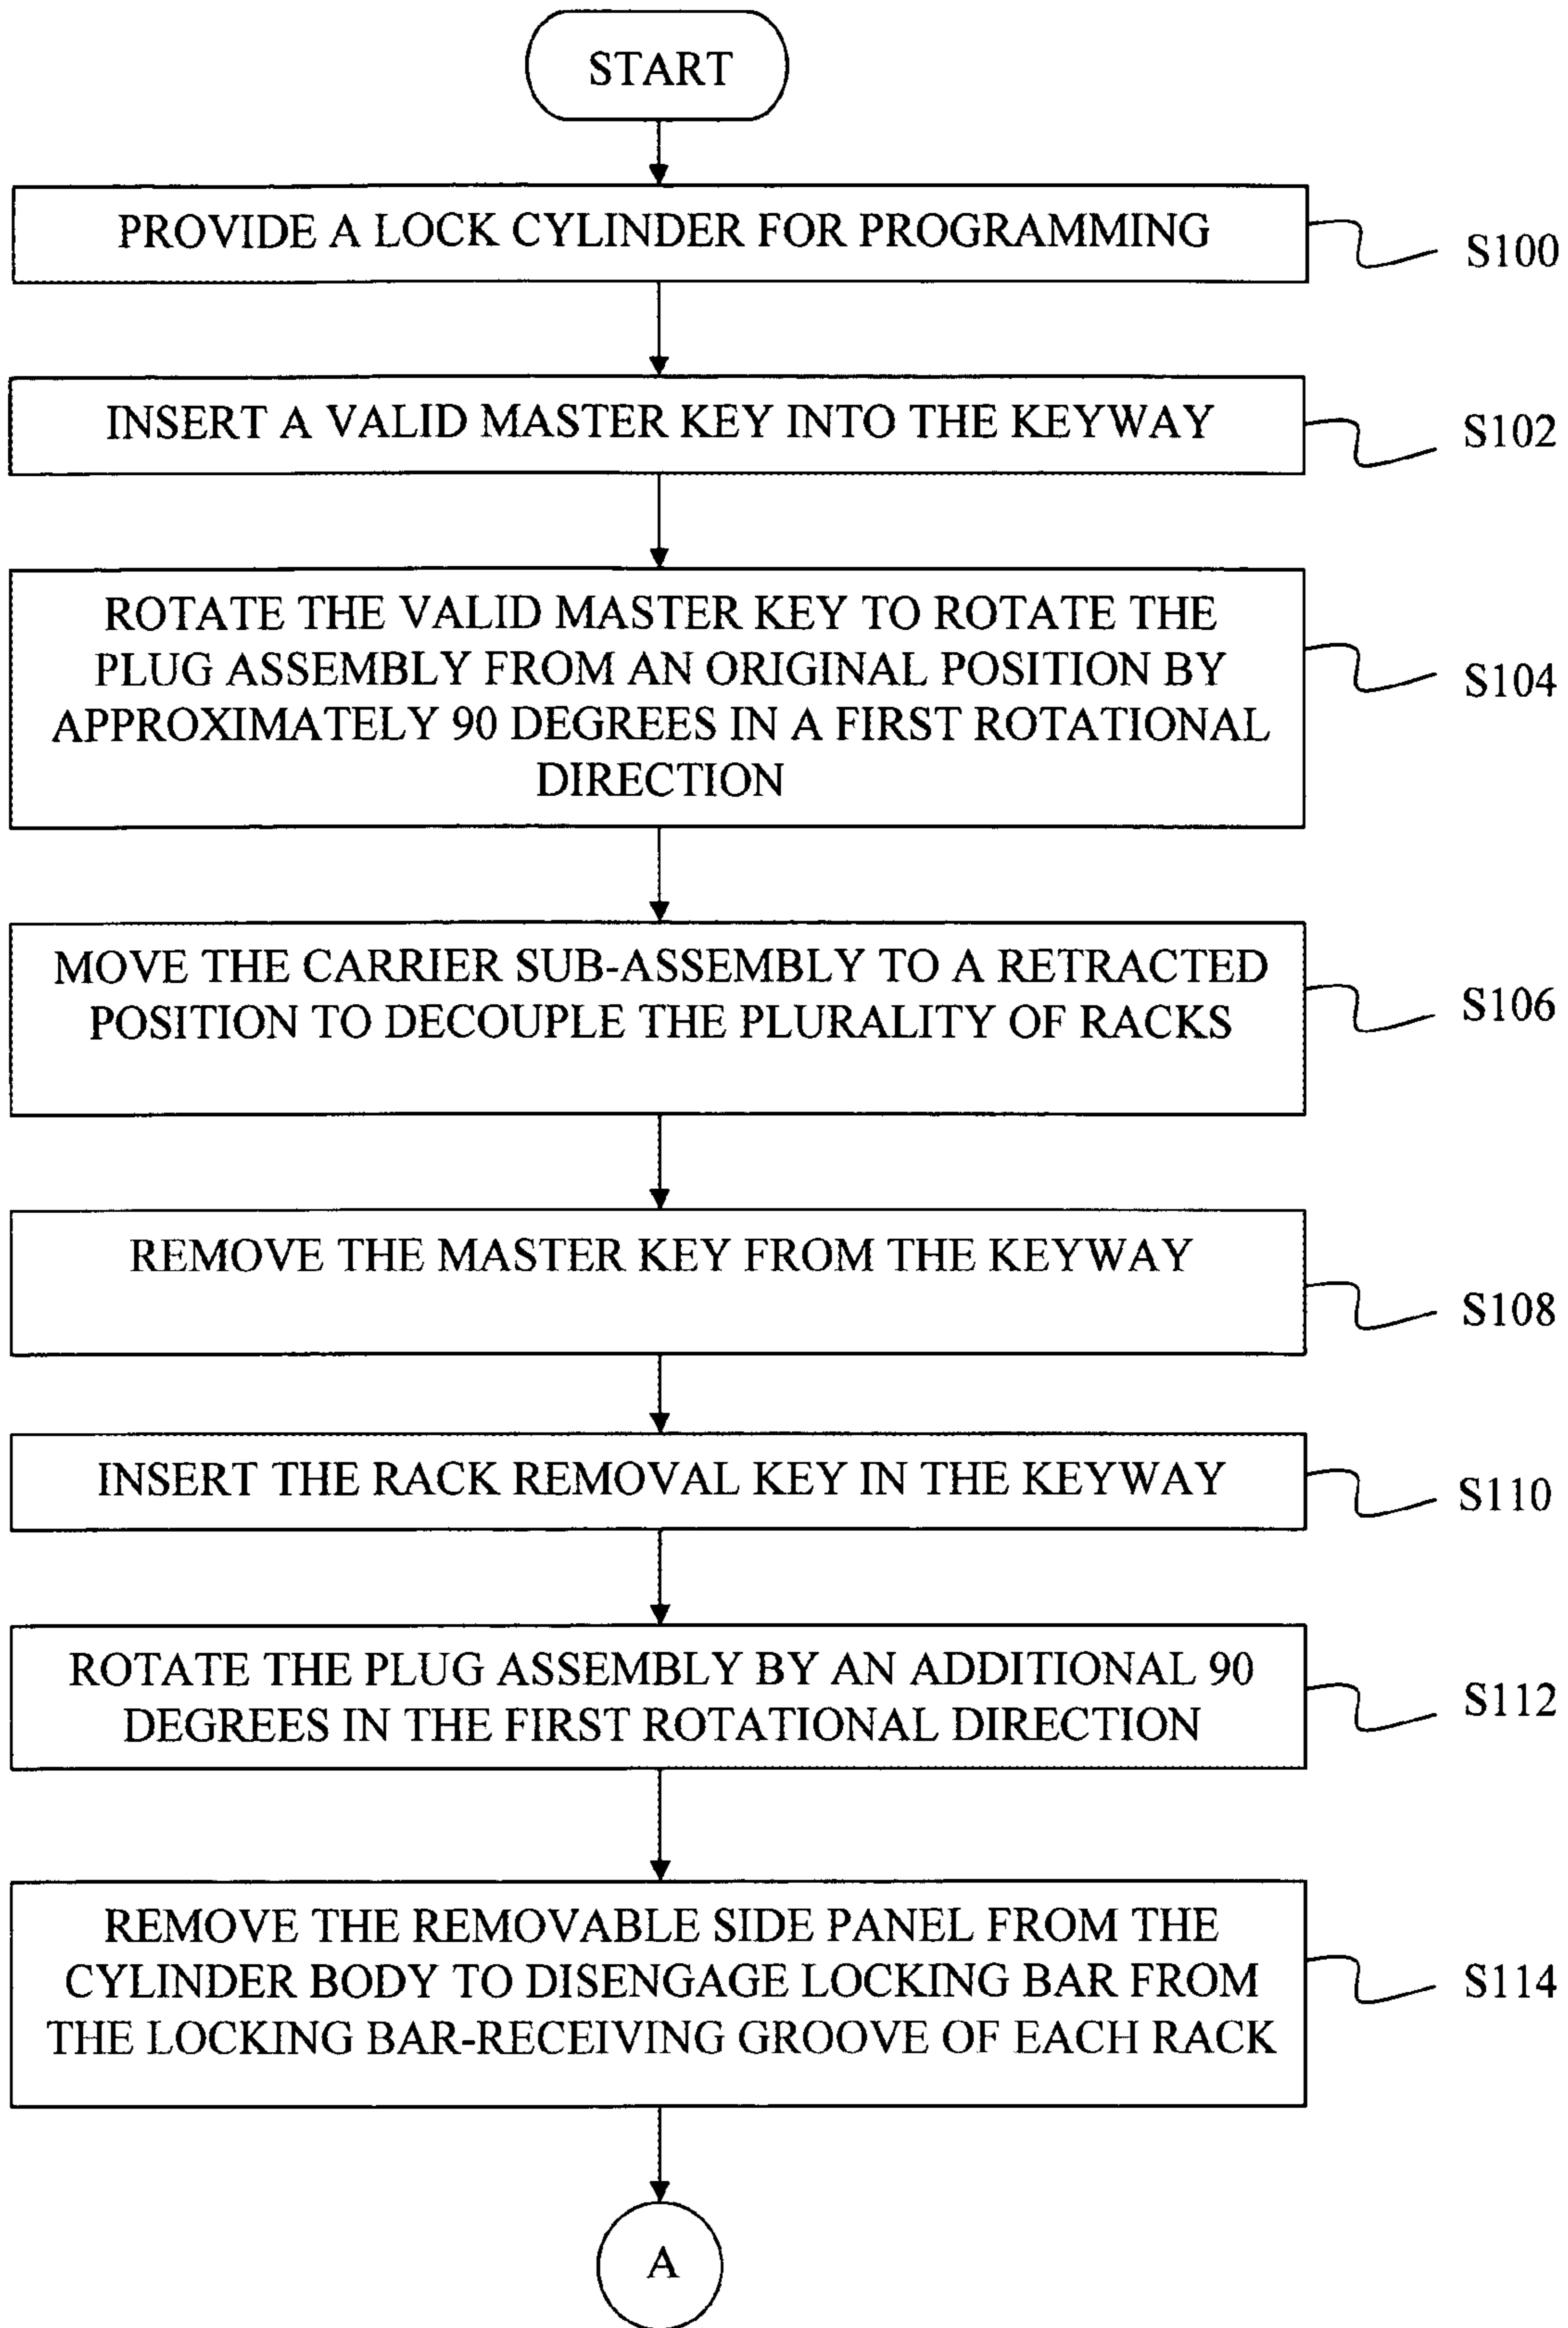 START
PROVIDE A LOCK CYLINDER FOR PROGRAMMING
S100
INSERT A VALID MASTER KEY INTO THE KEYWAY
S102
ROTATE THE VALID MASTER KEY TO ROTATE THE
PLUG ASSEMBLY FROM AN ORIGINAL POSITION BY
APPROXIMATELY 90 DEGREES IN A FIRST ROTATIONAL
DIRECTION
S104
MOVE THE CARRIER SUB-ASSEMBLY TO A RETRACTED
POSITION TO DECOUPLE THE PLURALITY OF RACKS
S106
REMOVE THE MASTER KEY FROM THE KEYWAY
S108
INSERT THE RACK REMOVAL KEY IN THE KEYWAY
S110
ROTATE THE PLUG ASSEMBLY BY AN ADDITIONAL 90
DEGREES IN THE FIRST ROTATIONAL DIRECTION
S112
REMOVE THE REMOVABLE SIDE PANEL FROM THE
CYLINDER BODY TO DISENGAGE LOCKING BAR FROM
THE LOCKING BAR-RECEIVING GROOVE OF EACH RACK
S114
A